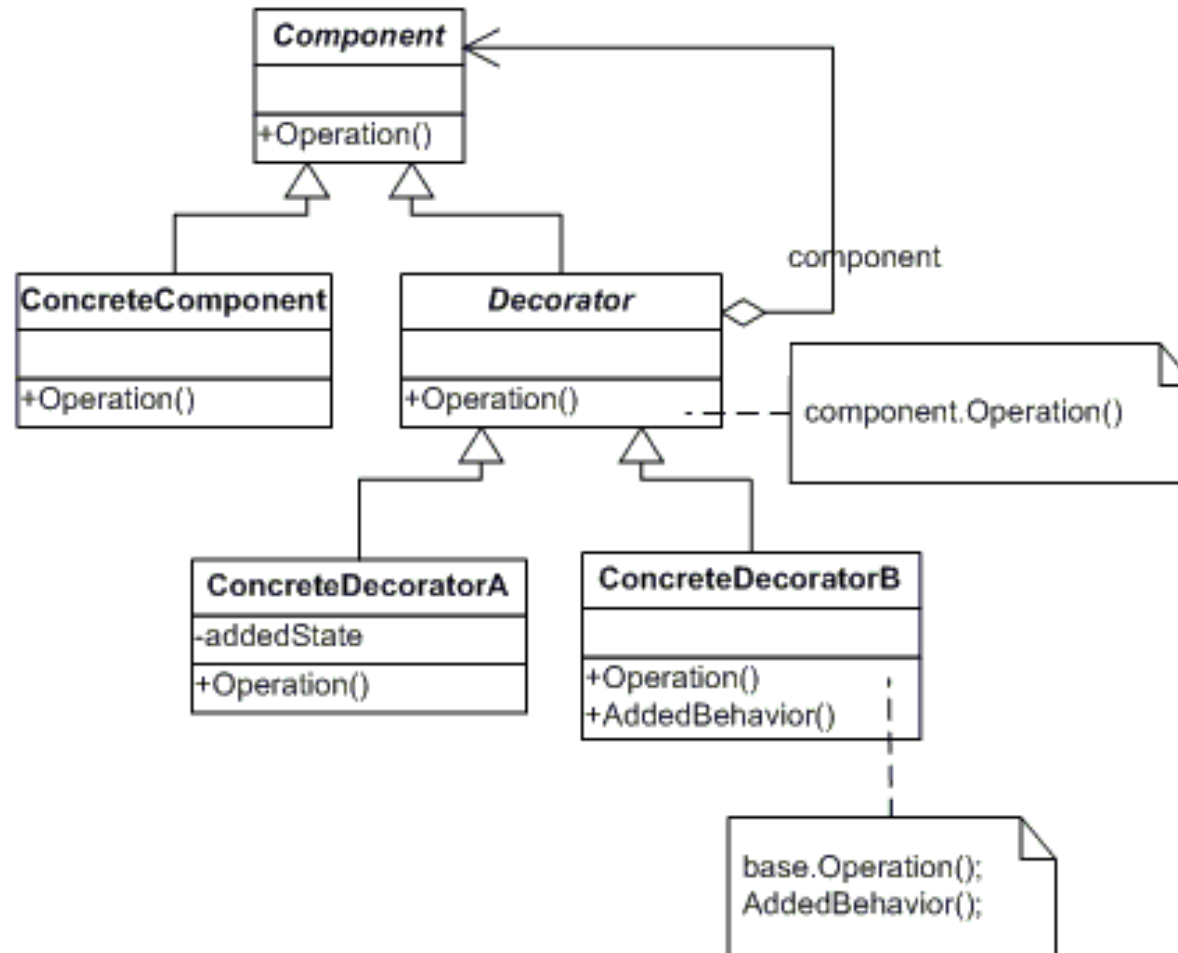 Component
+Operation()
component
ConcreteComponent
+Operation()
Decorator
+Operation()
component.Operation()
ConcreteDecoratorA
-addedState
+Operation()
ConcreteDecoratorB
+Operation()
+AddedBehavior()
base.Operation();
AddedBehavior();